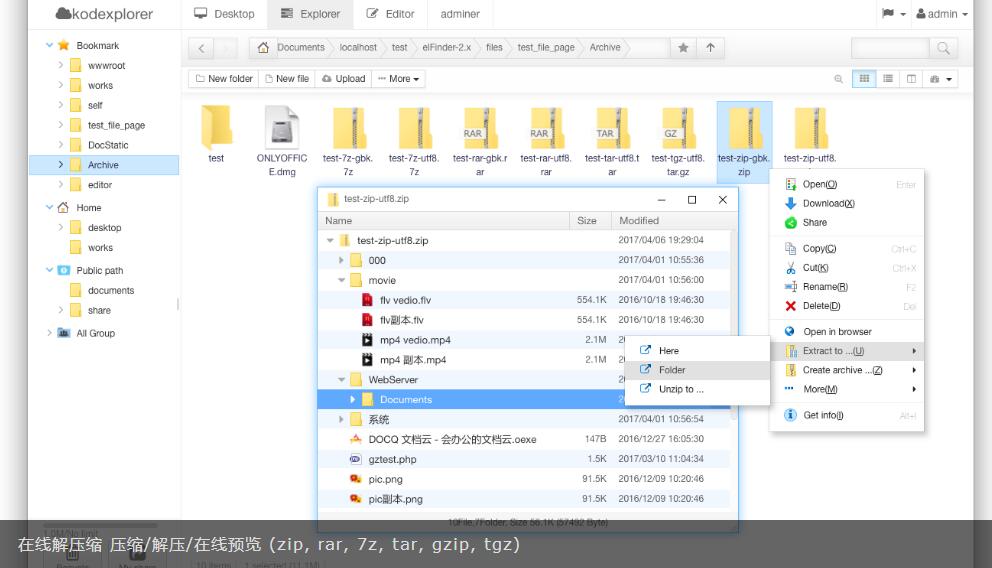 kodexplorer
Desktop
Explorer
Editor
adminer
admin
Documents
localhost
test
elFinder-2.x
files
test_file_page
Archive
New folder
New file
Upload
More
Bookmark
wwwroot
works
self
test_file_page
DocStatic
Archive
editor
Home
desktop
works
Public path
documents
share
All Group
test
ONLYOFFIC
E.dmg
test-7z-gbk.
7z
test-7z-utf8.
7z
RAR
test-rar-gbk.r
ar
RAR
test-rar-utf8.
rar
TAR
test-tar-utf8.t
ar
GZ
test-tgz-utf8.
tar.gz
test-zip-gbk.
zip
test-zip-utf8.
test-zip-utf8.zip
Name Size Modified
test-zip-utf8.zip 2017/04/06 19:29:04
000 2017/04/01 10:55:36
movie 2017/04/01 10:56:00
flv vedio.flv 554.1K 2016/10/18 19:46:30
flv副本.flv 554.1K 2016/10/18 19:46:30
mp4 vedio.mp4 2.1M
mp4 副本.mp4 2.1M
WebServer
Documents
系统 2017/04/01 10:56:54
DOCQ 文档云 - 会办公的文档云.oexe 147B 2016/12/27 16:05:30
gztest.php 1.5K 2017/03/10 11:04:34
pic.png 91.5K 2016/12/09 10:20:46
pic副本.png 91.5K 2016/12/09 10:20:46
10File,7Folder, Size 56.1K (57492 Byte)
Open(O) Enter
Download(X)
Share
Copy(C) Ctrl+C
Cut(K) Ctrl+X
Rename(R) F2
Delete(D) Del
Open in browser
Extract to ...(U)
Create archive ...(Z)
More(M)
Get info(I) Alt+I
Here
Folder
Unzip to ...
在线解压缩 压缩/解压/在线预览 (zip, rar, 7z, tar, gzip, tgz)
Recycle
My share
10 items
1 selected (11.1M)